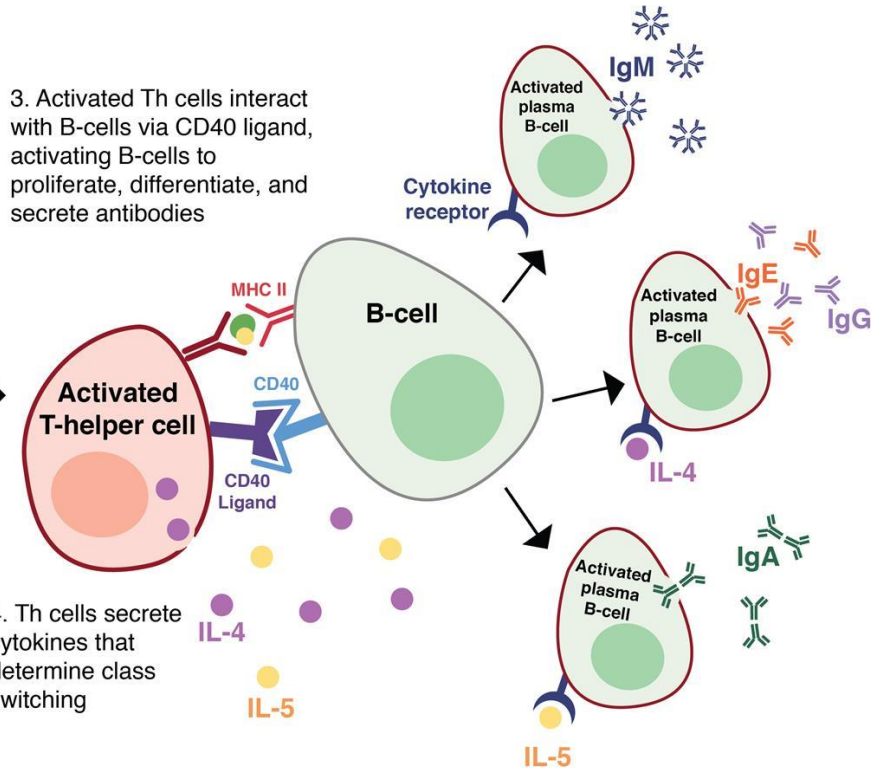 3. Activated Th cells interact
with B-cells via CD40 ligand,
activating B-cells to
proliferate, differentiate, and
secrete antibodies
MHC II
Activated
T-helper cell
CD40
CD40
Ligand
B-cell
IL-4
IL-5
. Th cells secrete
ytokines that
etermine class
witching
Activated
plasma
B-cell
IgM
Cytokine
receptor
Activated
plasma
B-cell
IgE
IgG
IL-4
Activated
plasma
B-cell
IgA
IL-5